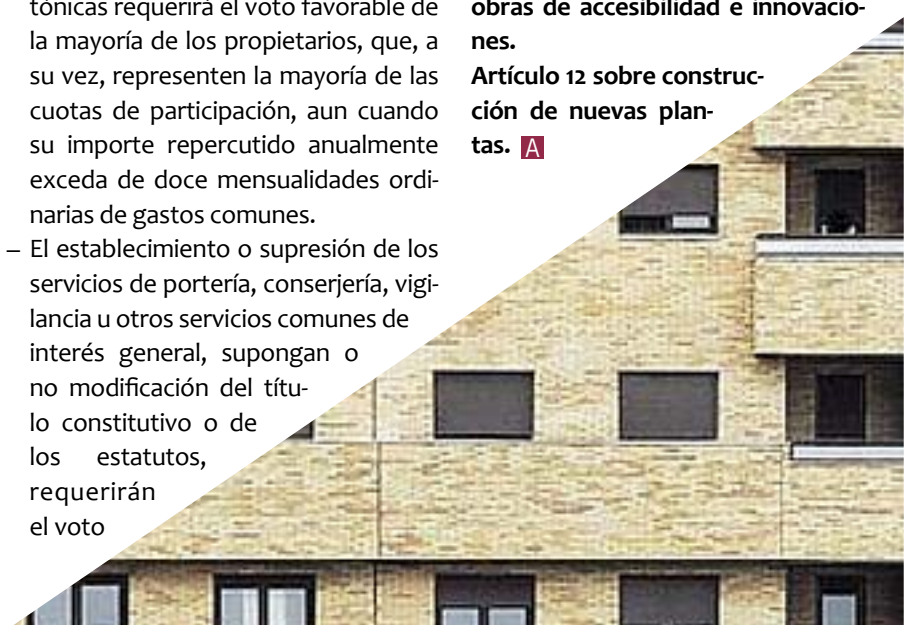 tónicas requerirá el voto favorable de
la mayoría de los propietarios, que, a
su vez, representen la mayoría de las
cuotas de participación, aun cuando
su importe repercutido anualmente
exceda de doce mensualidades ordi-
narias de gastos comunes.
– El establecimiento o supresión de los
servicios de portería, conserjería, vigi-
lancia u otros servicios comunes de
interés general, supongan o
no modificación del títu-
lo constitutivo o de
los estatutos,
requerirán
el voto
obras de accesibilidad e innovacio-
nes.
Artículo 12 sobre construc-
ción de nuevas plan-
tas. A